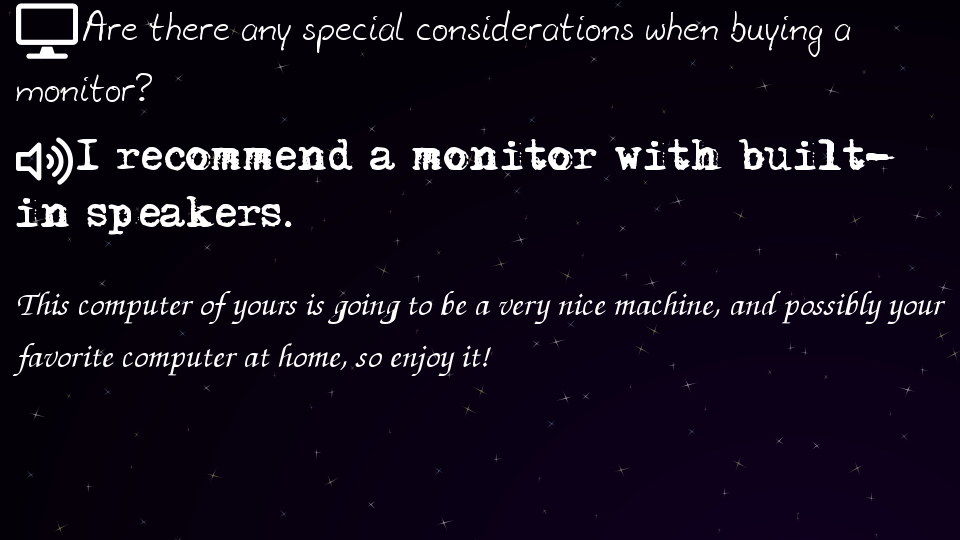 Are there any special considerations when buying a
monitor?
I recommend a monitor with built-
in speakers.
This computer of yours is going to be a very nice machine, and possibly your
favorite computer at home, so enjoy it!